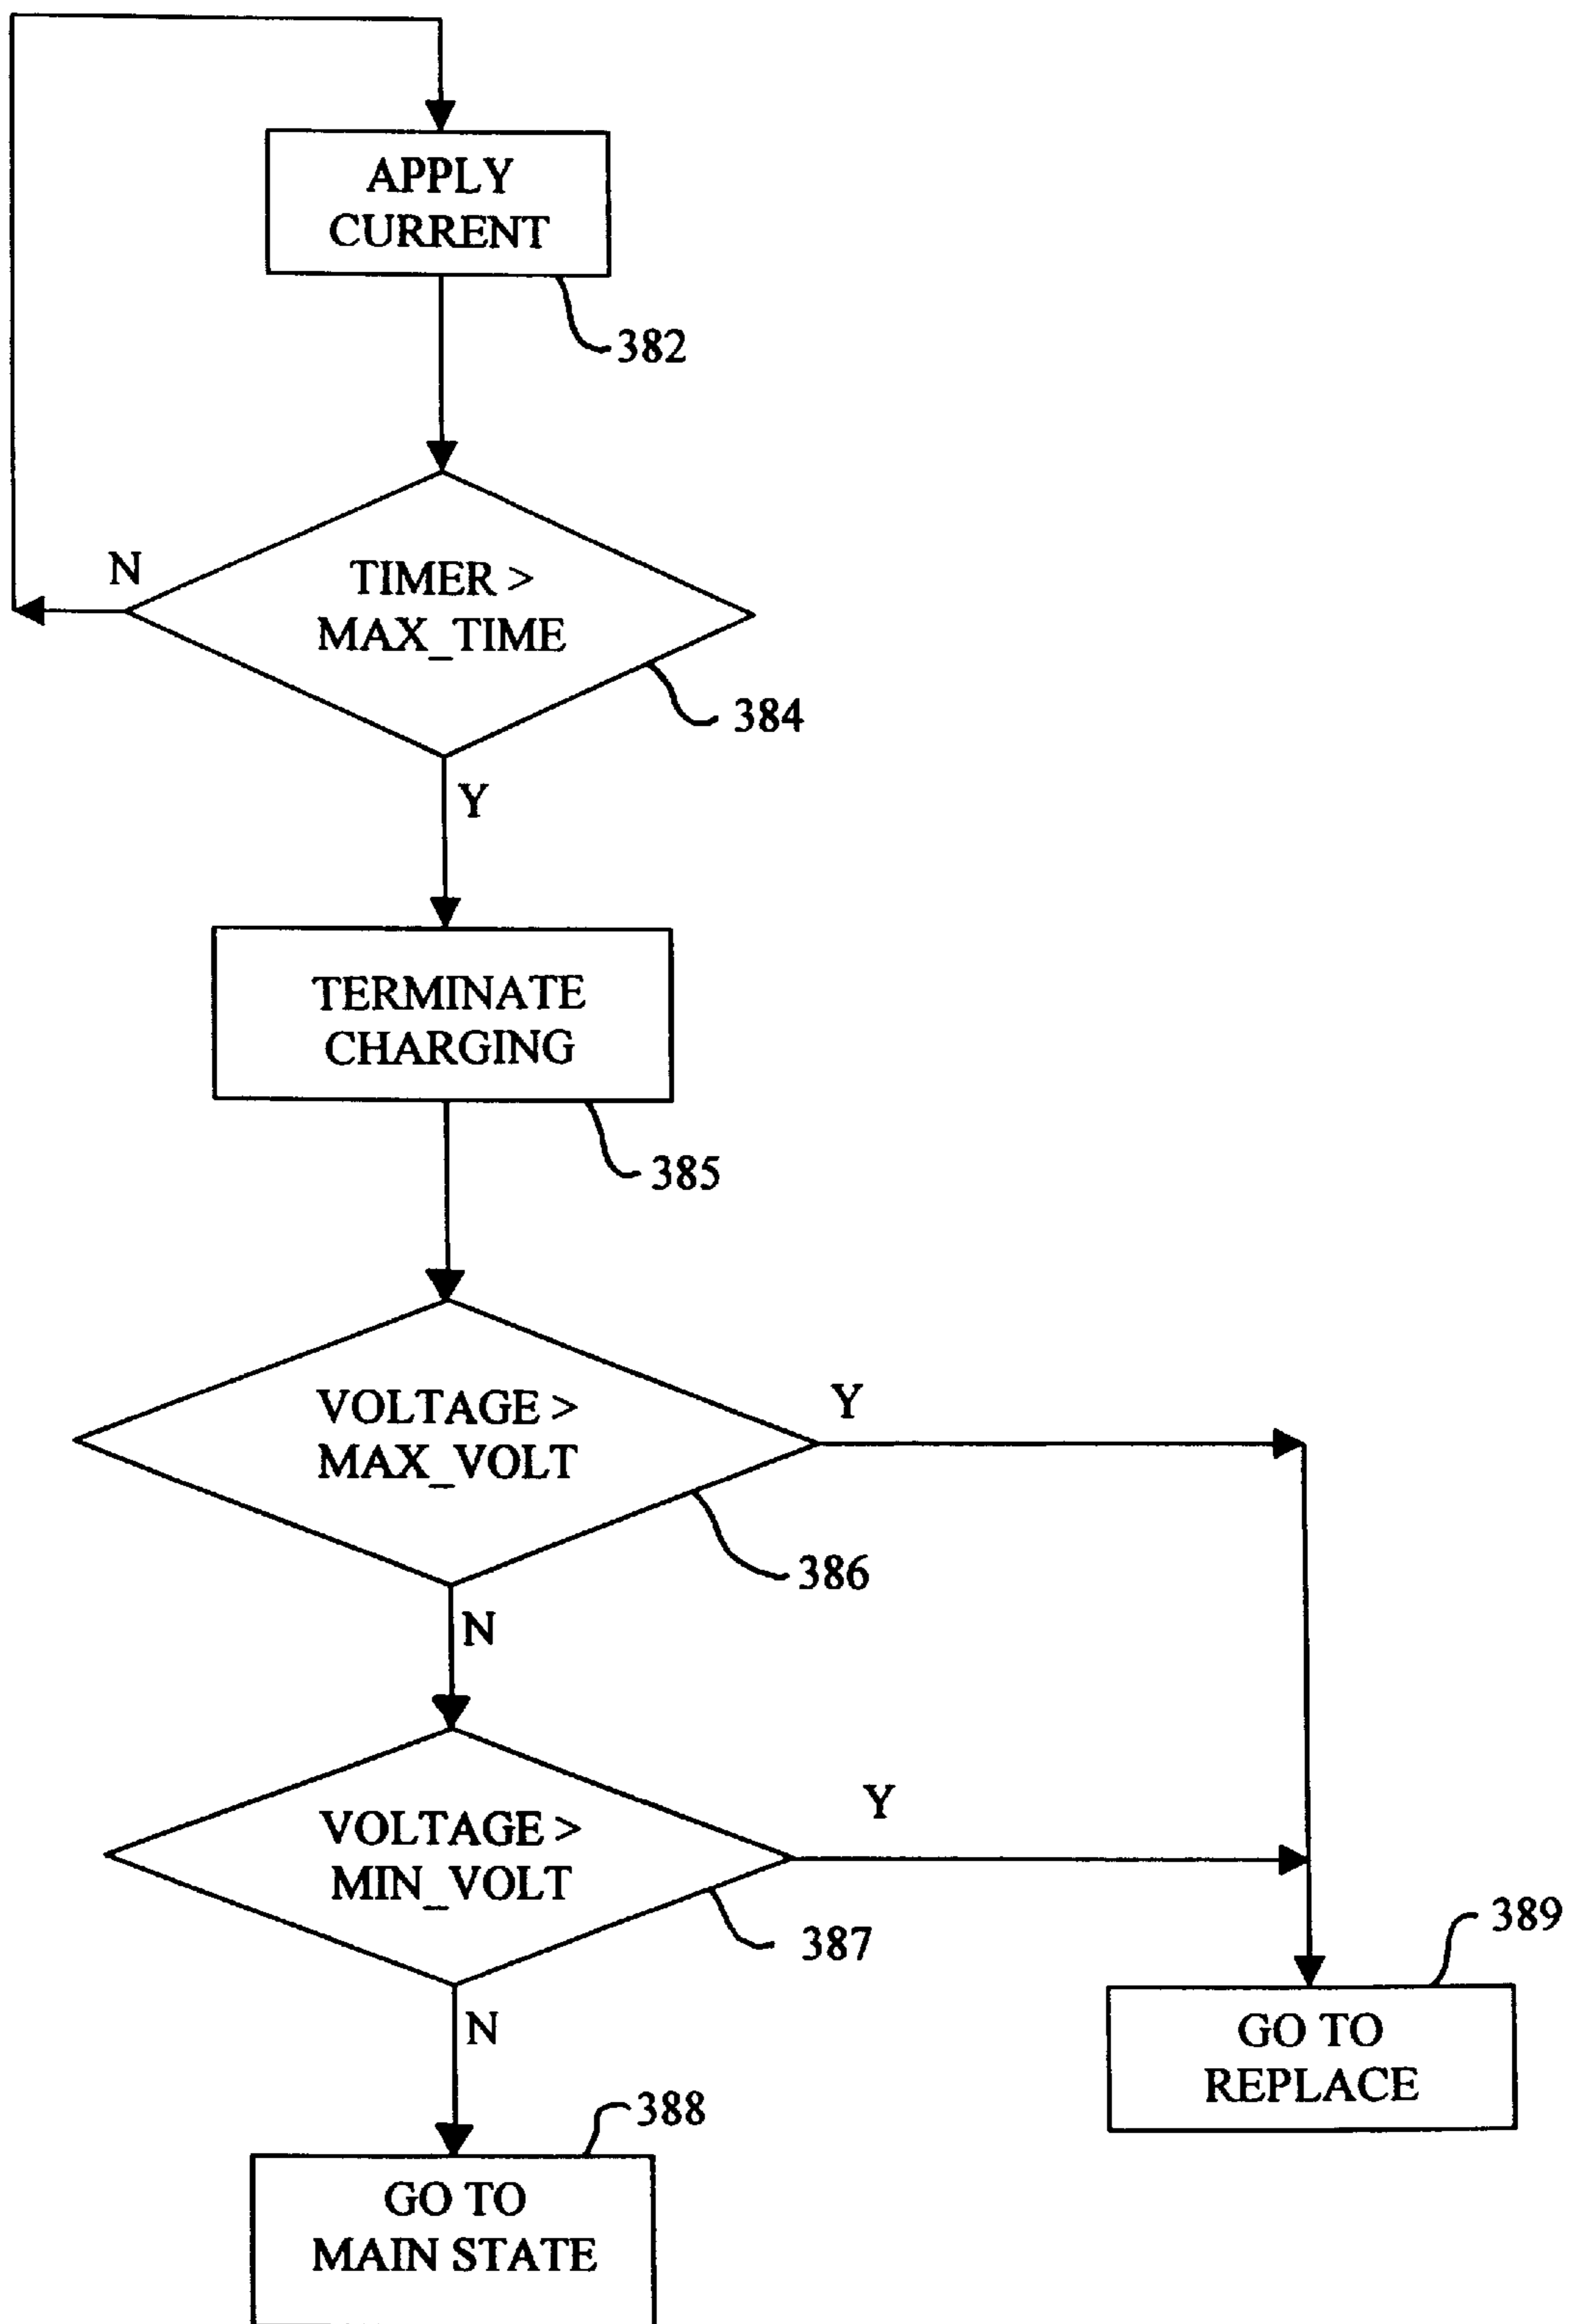 APPLY
CURRENT
382
N
TIMER >
MAX_TIME
384
Y
TERMINATE
CHARGING
385
VOLTAGE >
MAX_VOLT
Y
386
N
VOLTAGE >
MIN_VOLT
Y
387
389
N
GO TO
REPLACE
388
GO TO
MAIN STATE